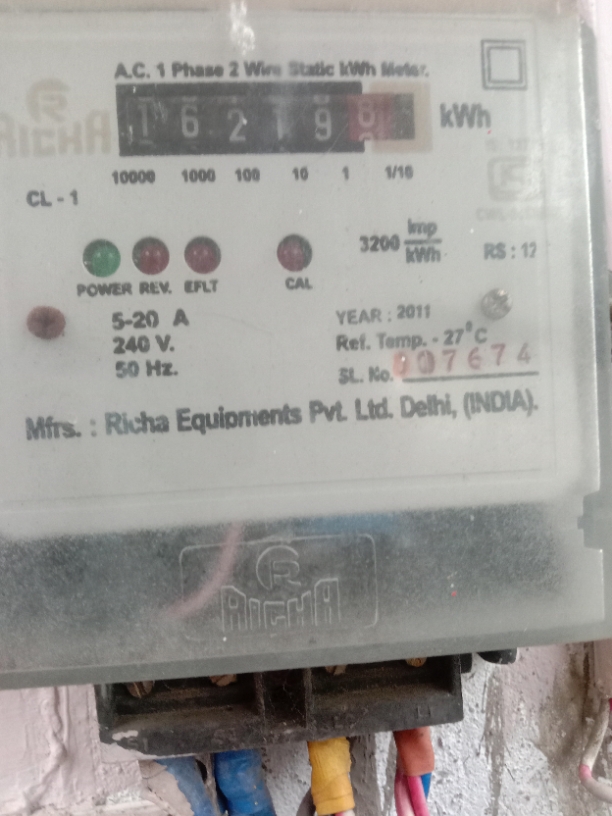 A.C. 1 Phase 2 Wire Static kWh Meter.
RICHA
1 6 2 1 9 8 kWh
10000 1000 100 10 1 1/10
CL - 1
3200 imp/kWh
RS : 12
POWER REV. EFLT CAL
5-20 A
240 V.
50 Hz.
YEAR : 2011
Ref. Temp. - 27°C
SL. No. 007674
Mfrs. : Richa Equipments Pvt. Ltd. Delhi, (INDIA).
RICHA